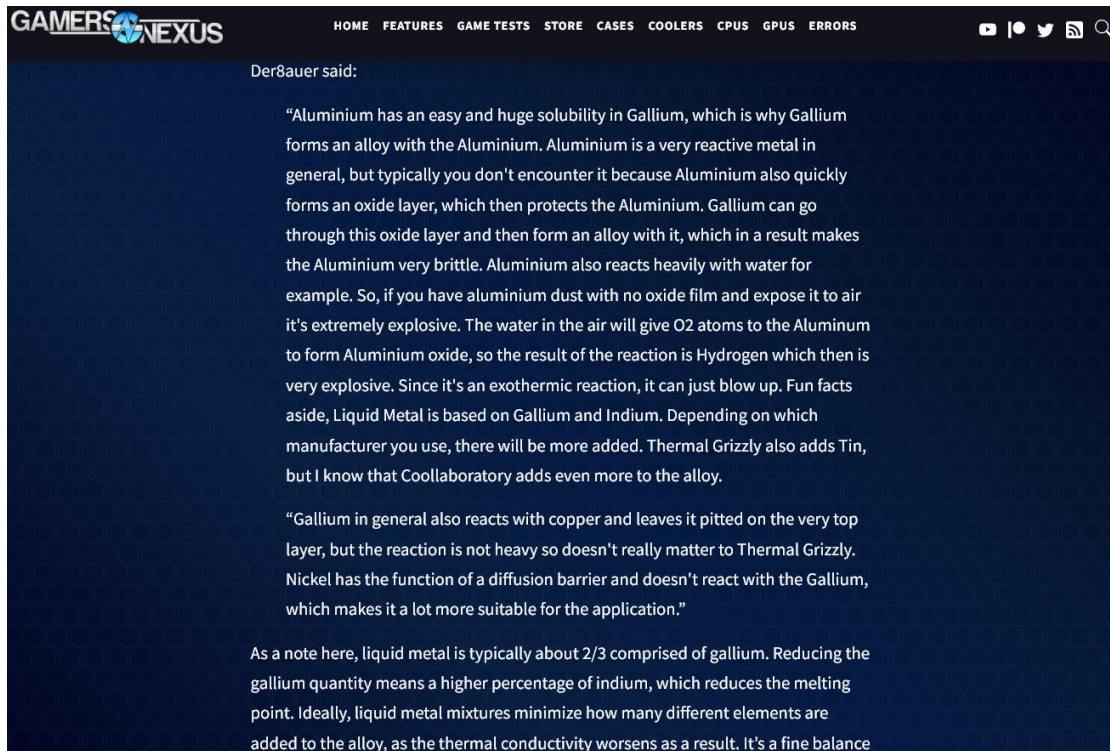 GAMERS NEXUS
HOME FEATURES GAME TESTS STORE CASES COOLERS CPUS GPUS ERRORS
Der8auer said:
“Aluminium has an easy and huge solubility in Gallium, which is why Gallium
forms an alloy with the Aluminium. Aluminium is a very reactive metal in
general, but typically you don't encounter it because Aluminium also quickly
forms an oxide layer, which then protects the Aluminium. Gallium can go
through this oxide layer and then form an alloy with it, which in a result makes
the Aluminium very brittle. Aluminium also reacts heavily with water for
example. So, if you have aluminium dust with no oxide film and expose it to air
it's extremely explosive. The water in the air will give O2 atoms to the Aluminum
to form Aluminium oxide, so the result of the reaction is Hydrogen which then is
very explosive. Since it's an exothermic reaction, it can just blow up. Fun facts
aside, Liquid Metal is based on Gallium and Indium. Depending on which
manufacturer you use, there will be more added. Thermal Grizzly also adds Tin,
but I know that Coollaboratory adds even more to the alloy.
“Gallium in general also reacts with copper and leaves it pitted on the very top
layer, but the reaction is not heavy so doesn't really matter to Thermal Grizzly.
Nickel has the function of a diffusion barrier and doesn't react with the Gallium,
which makes it a lot more suitable for the application.”
As a note here, liquid metal is typically about 2/3 comprised of gallium. Reducing the
gallium quantity means a higher percentage of indium, which reduces the melting
point. Ideally, liquid metal mixtures minimize how many different elements are
added to the alloy, as the thermal conductivity worsens as a result. It’s a fine balance